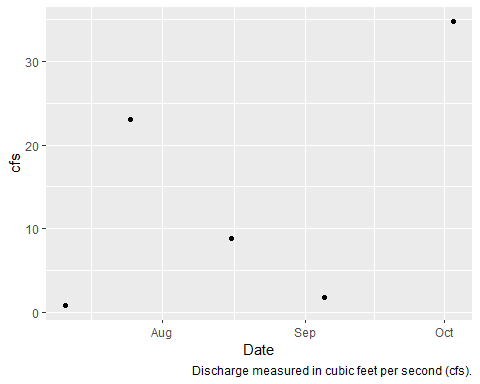 cfs
30
20
10
0
Aug
Sep
Oct
Date
Discharge measured in cubic feet per second (cfs).